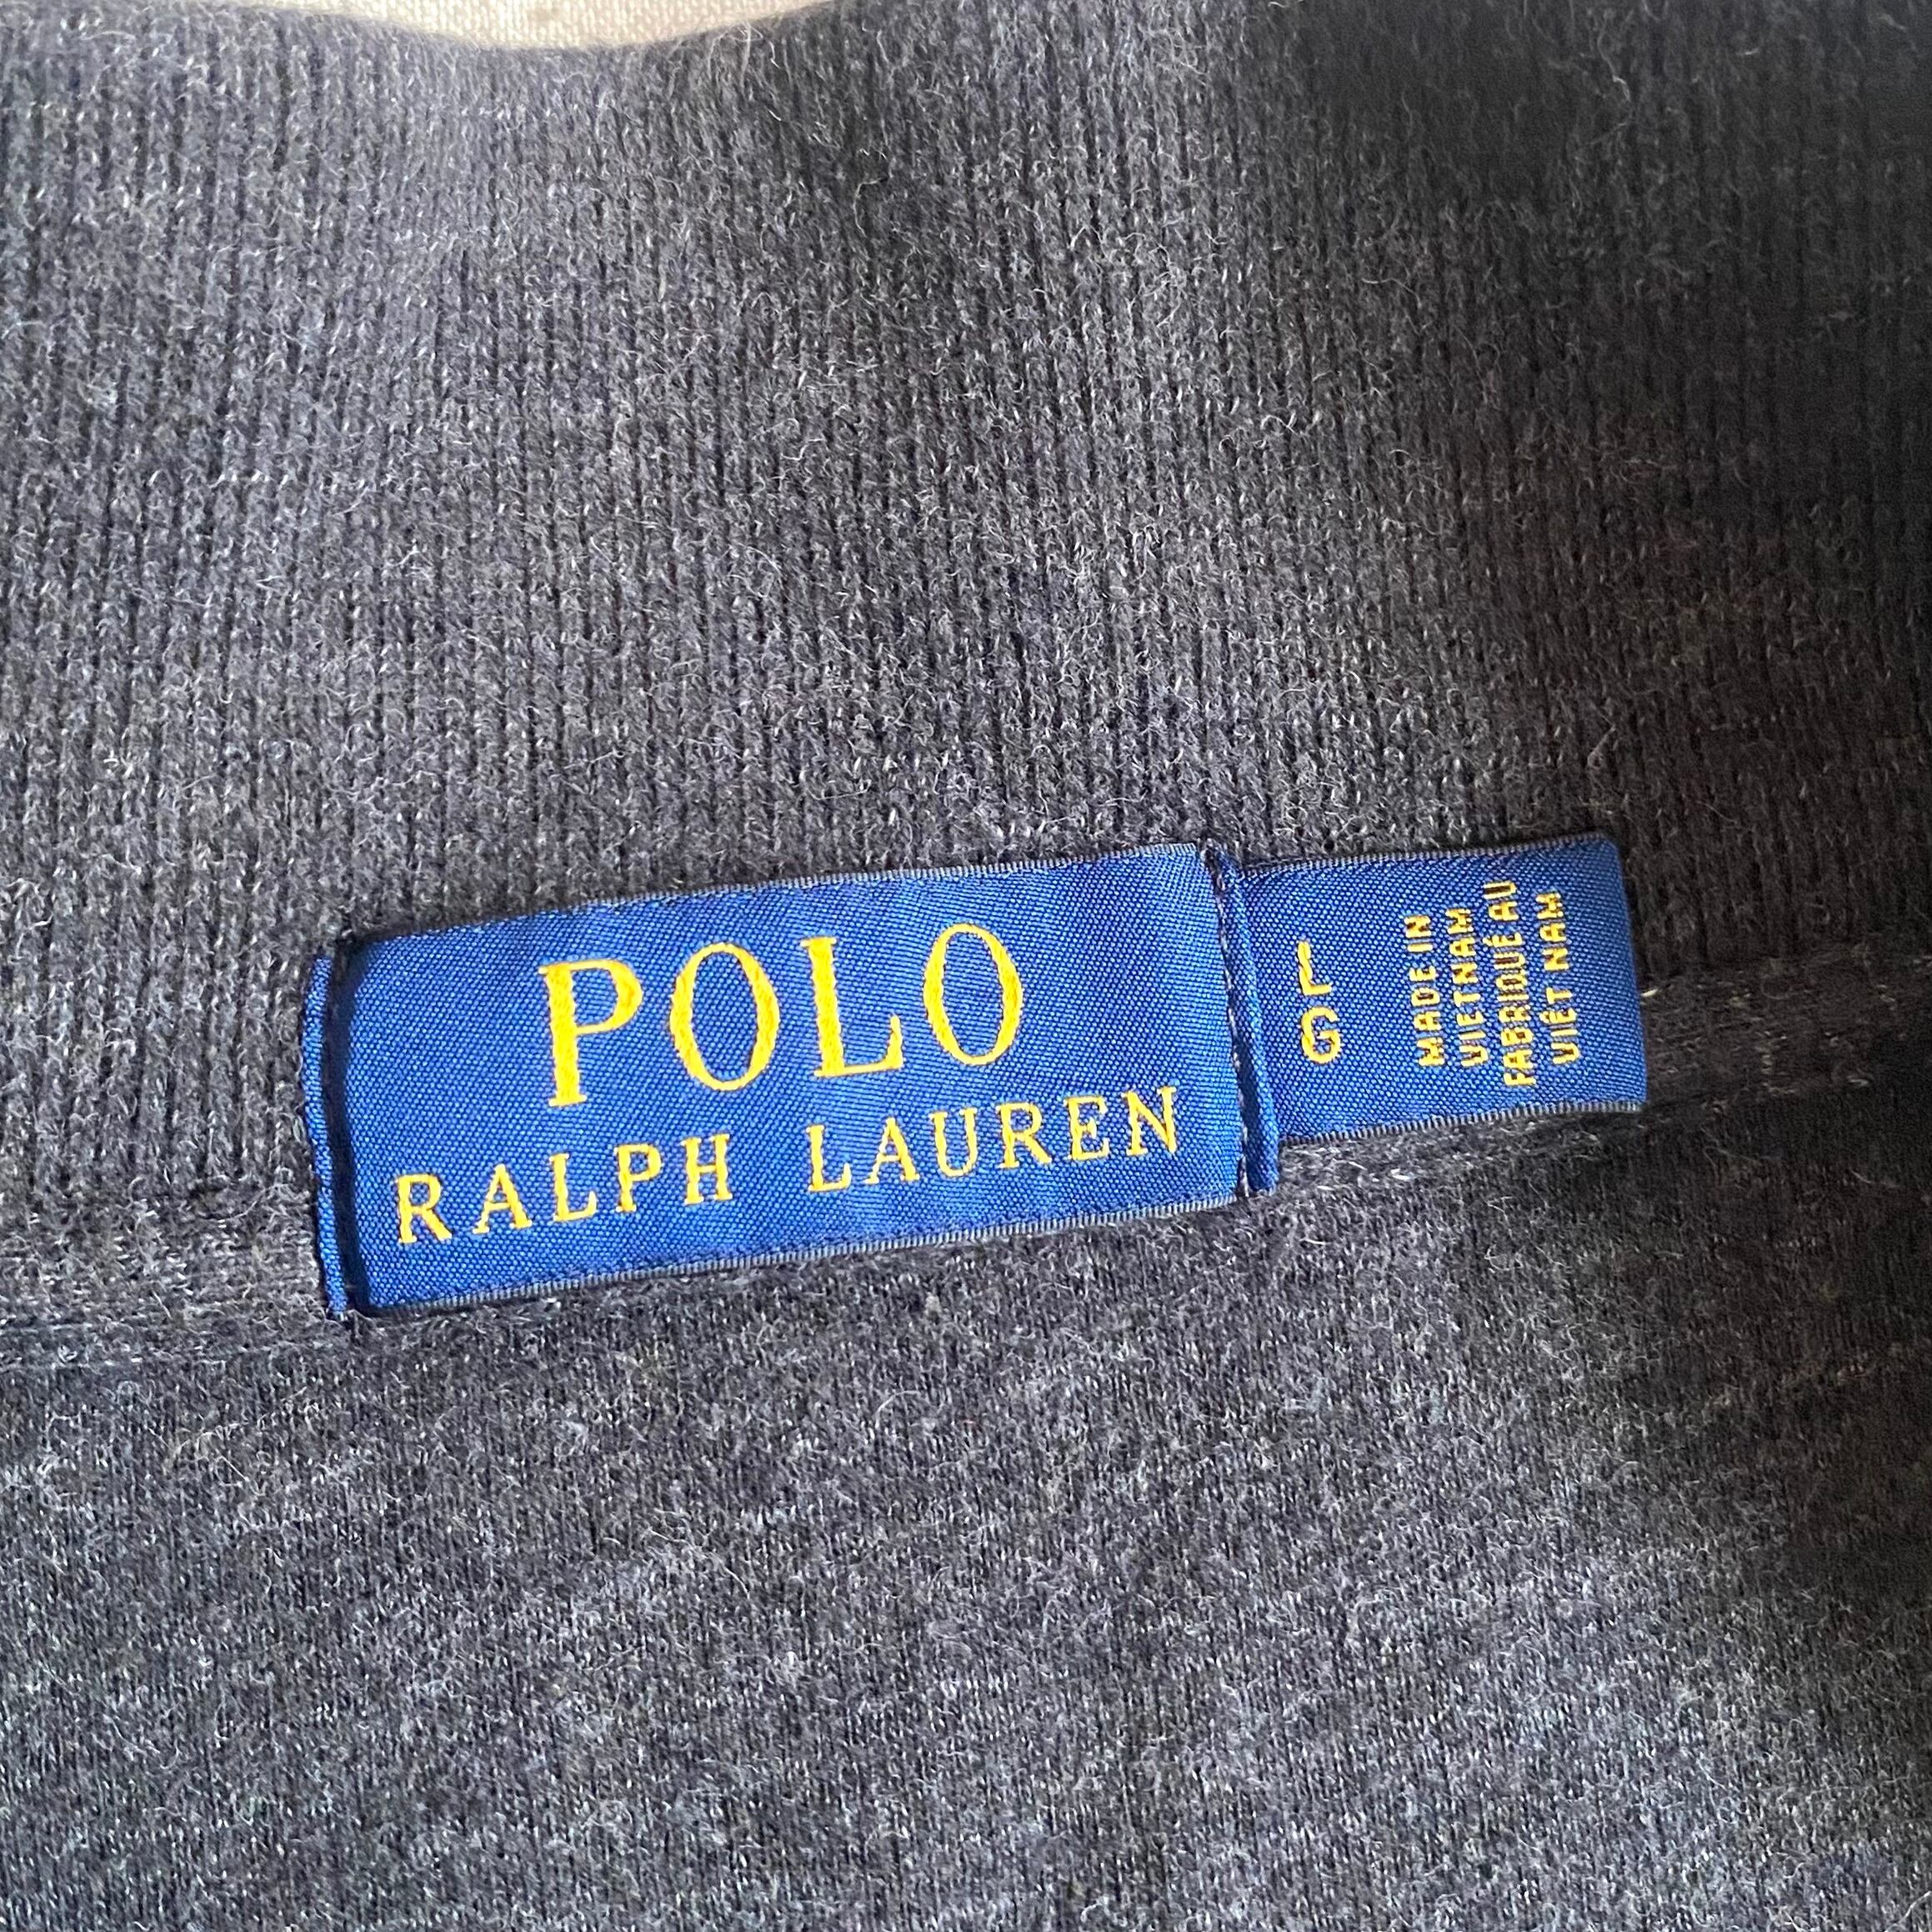 POLO
RALPH LAUREN
L
G
MADE IN
VIETNAM
FABRIQUÉ AU
VIÊT NAM